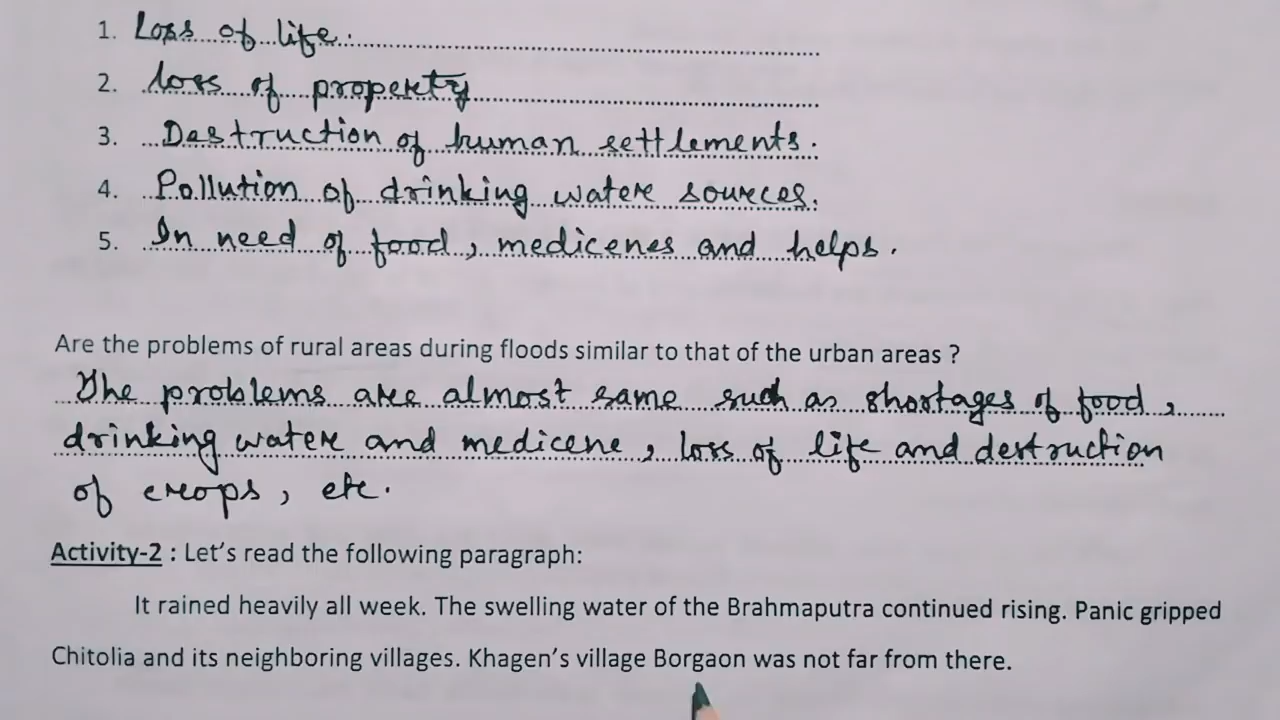 1. Loss of life.
2. loss of property
3. Destruction of human settlements.
4. Pollution of drinking water sources.
5. In need of food, medicenes and helps.
Are the problems of rural areas during floods similar to that of the urban areas ?
The problems are almost same such as shortages of food,
drinking water and medicene, loss of life and destruction
of crops, etc.
Activity-2 : Let's read the following paragraph:
It rained heavily all week. The swelling water of the Brahmaputra continued rising. Panic gripped
Chitolia and its neighboring villages. Khagen's village Borgaon was not far from there.